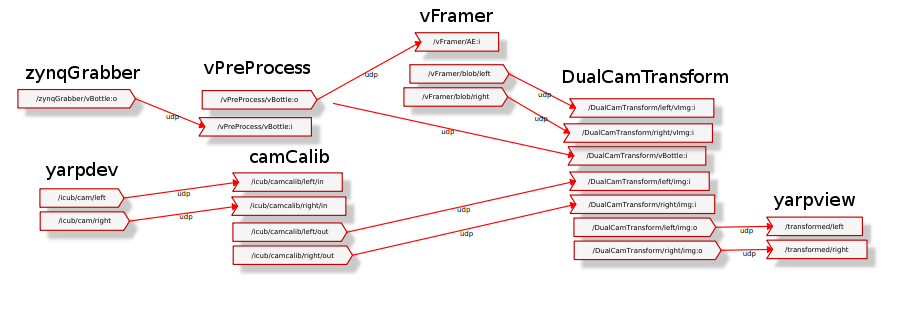 vFramer
/vFramer/AE:i
udp
/vFramer/blob/left
/vFramer/blob/right
udp
udp
zynqGrabber
/zynqGrabber/vBottle:o
udp
vPreProcess
/vPreProcess/vBottle:o
/vPreProcess/vBottle:i
udp
DualCamTransform
/DualCamTransform/left/vImg:i
/DualCamTransform/right/vImg:i
/DualCamTransform/vBottle:i
/DualCamTransform/left/img:i
/DualCamTransform/right/img:i
/DualCamTransform/left/img:o
/DualCamTransform/right/img:o
yarpdev
/icub/cam/left
/icub/cam/right
udp
udp
camCalib
/icub/camcalib/left/in
/icub/camcalib/right/in
/icub/camcalib/left/out
/icub/camcalib/right/out
udp
udp
yarpview
/transformed/left
/transformed/right
udp
udp